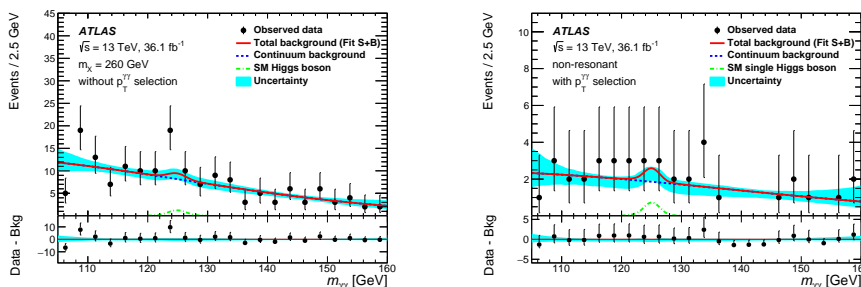 Events / 2.5 GeV
45
40
35
30
25
20
15
10
5
ATLAS
√s = 13 TeV, 36.1 fb⁻¹
m_X = 260 GeV
without p_T^γγ selection
Observed data
Total background (Fit S+B)
Continuum background
SM Higgs boson
Uncertainty
Data - Bkg
10
0
−10
110 120 130 140 150 160
m_γγ [GeV]
Events / 2.5 GeV
10
8
6
4
2
ATLAS
√s = 13 TeV, 36.1 fb⁻¹
non-resonant
with p_T^γγ selection
Observed data
Total background (Fit S+B)
Continuum background
SM single Higgs boson
Uncertainty
Data - Bkg
5
0
−5
110 120 130 140 150 160
m_γγ [GeV]